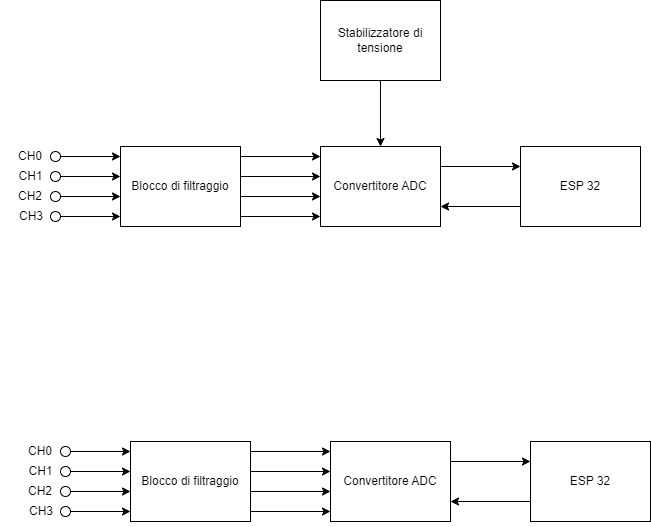 Stabilizzatore di
tensione
CH0
CH1
CH2
CH3
Blocco di filtraggio
Convertitore ADC
ESP 32
CH0
CH1
CH2
CH3
Blocco di filtraggio
Convertitore ADC
ESP 32